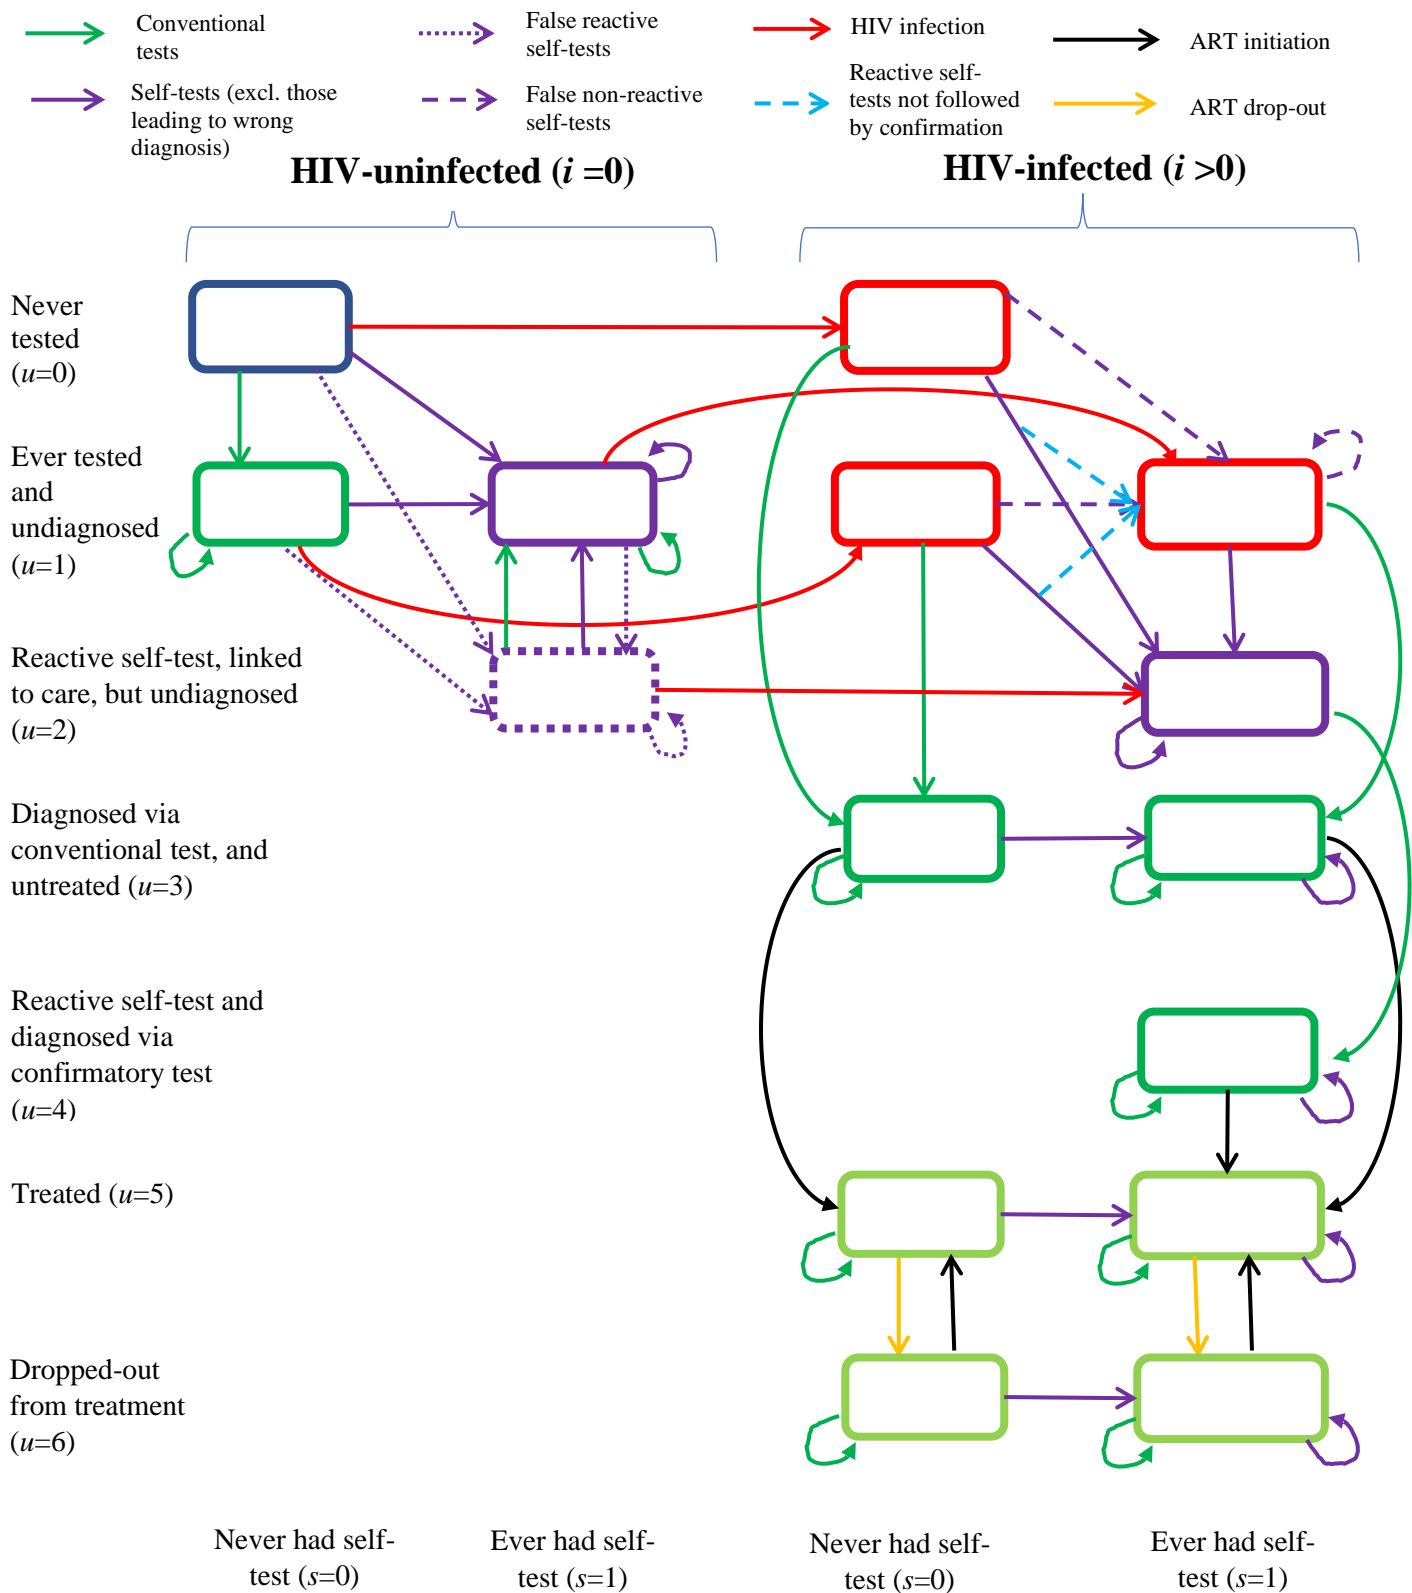 Conventional
tests
False reactive
self-tests
HIV infection
ART initiation
Self-tests (excl. those
leading to wrong
diagnosis)
False non-reactive
self-tests
Reactive self-
tests not followed
by confirmation
ART drop-out
HIV-uninfected (i =0)
HIV-infected (i >0)
Never
tested
(u=0)
Ever tested
and
undiagnosed
(u=1)
Reactive self-test, linked
to care, but undiagnosed
(u=2)
Diagnosed via
conventional test, and
untreated (u=3)
Reactive self-test and
diagnosed via
confirmatory test
(u=4)
Treated (u=5)
Dropped-out
from treatment
(u=6)
Never had self-
test (s=0)
Ever had self-
test (s=1)
Never had self-
test (s=0)
Ever had self-
test (s=1)